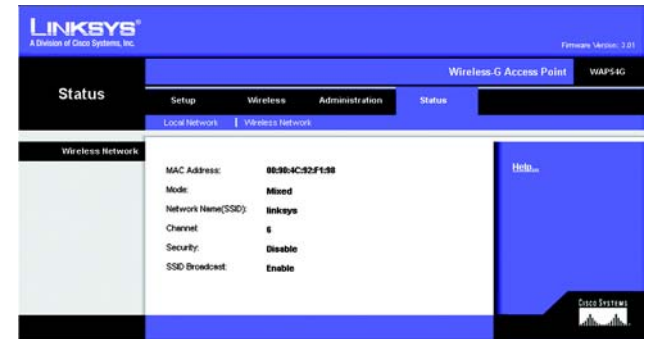 LINKSYS®
A Division of Cisco Systems, Inc.
Firmware Version: 3.01
Wireless-G Access Point WAP54G
Status
Setup Wireless Administration Status
Local Network | Wireless Network
Wireless Network
MAC Address: 00:90:4C:92:F1:98
Mode: Mixed
Network Name(SSID): linksys
Channel: 6
Security: Disable
SSID Broadcast: Enable
Help...
CISCO SYSTEMS